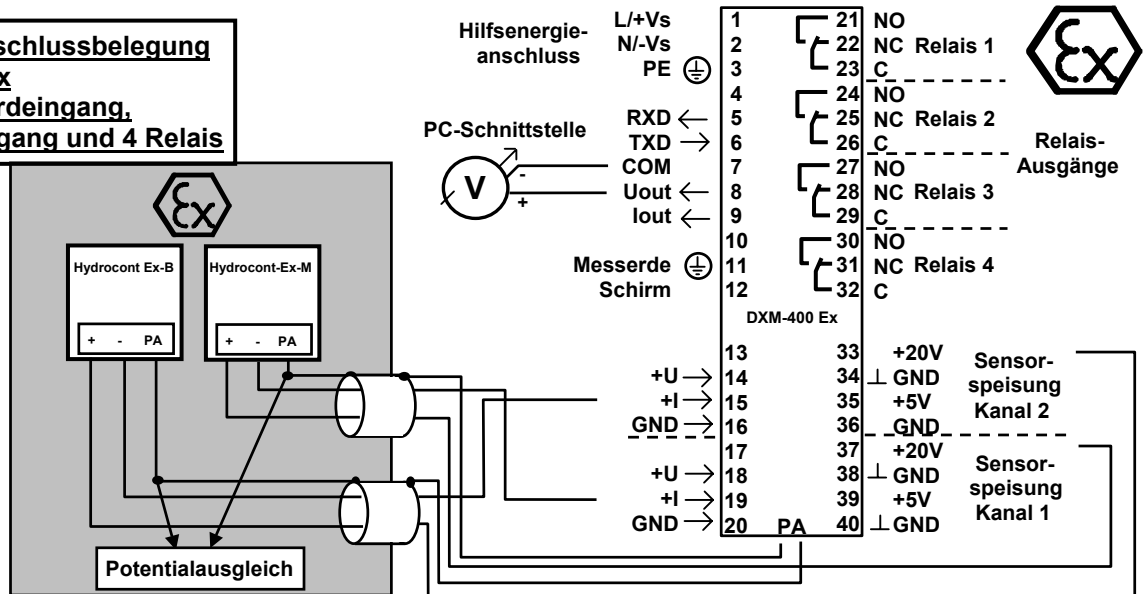 schlussbelegung
x
rdeingang,
gang und 4 Relais
Ex
Hydrocont Ex-B
+ - PA
Hydrocont-Ex-M
+ - PA
Potentialausgleich
Hilfsenergie-
anschluss
L/+Vs
N/-Vs
PE
PC-Schnittstelle
V
-
+
RXD
TXD
COM
Uout
Iout
Messerde
Schirm
+U
+I
GND
+U
+I
GND
1 21 NO
2 22 NC Relais 1
3 23 C
4 24 NO
5 25 NC Relais 2
6 26 C
7 27 NO
8 28 NC Relais 3
9 29 C
10 30 NO
11 31 NC Relais 4
12 32 C
DXM-400 Ex
13 33 +20V
14 34 ⊥ GND
15 35 +5V
16 36 GND
17 37 +20V
18 38 ⊥ GND
19 39 +5V
20 PA 40 ⊥ GND
Ex
Relais-
Ausgänge
Sensor-
speisung
Kanal 2
Sensor-
speisung
Kanal 1